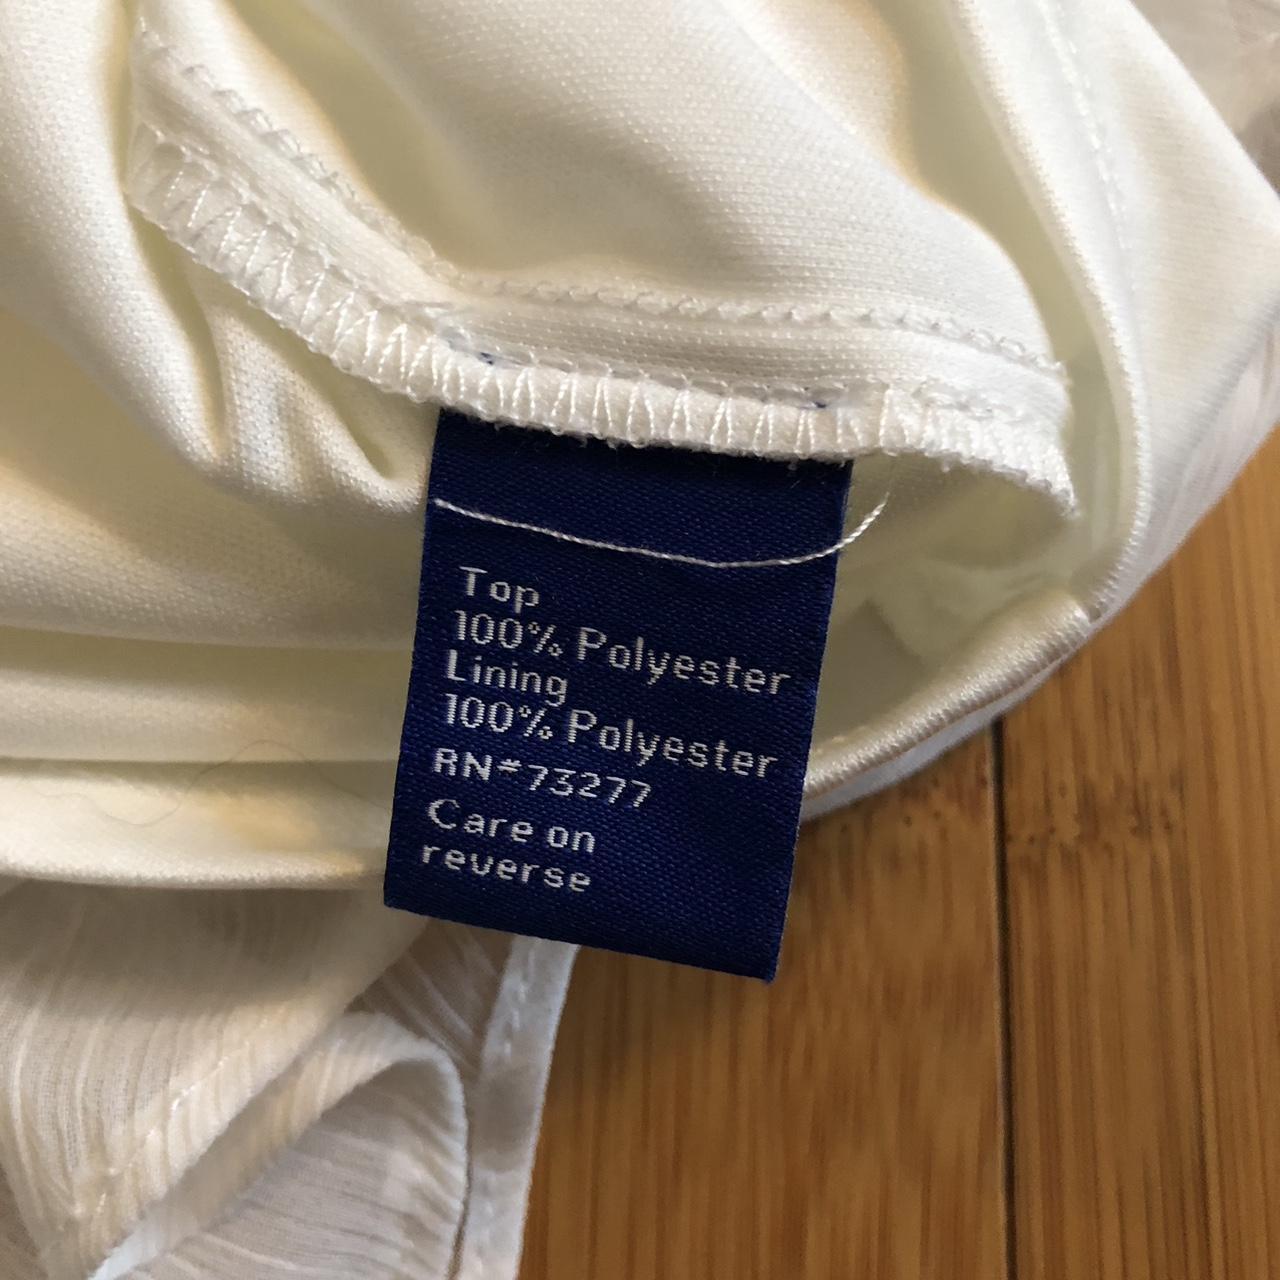 Top
100% Polyester
Lining
100% Polyester
RN#73277
Care on
reverse